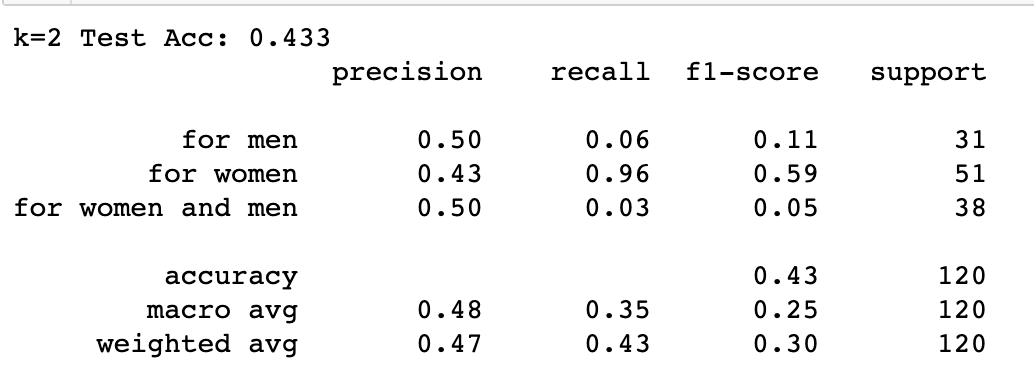 k=2 Test Acc: 0.433
precision recall f1-score support
for men 0.50 0.06 0.11 31
for women 0.43 0.96 0.59 51
for women and men 0.50 0.03 0.05 38
accuracy 0.43 120
macro avg 0.48 0.35 0.25 120
weighted avg 0.47 0.43 0.30 120